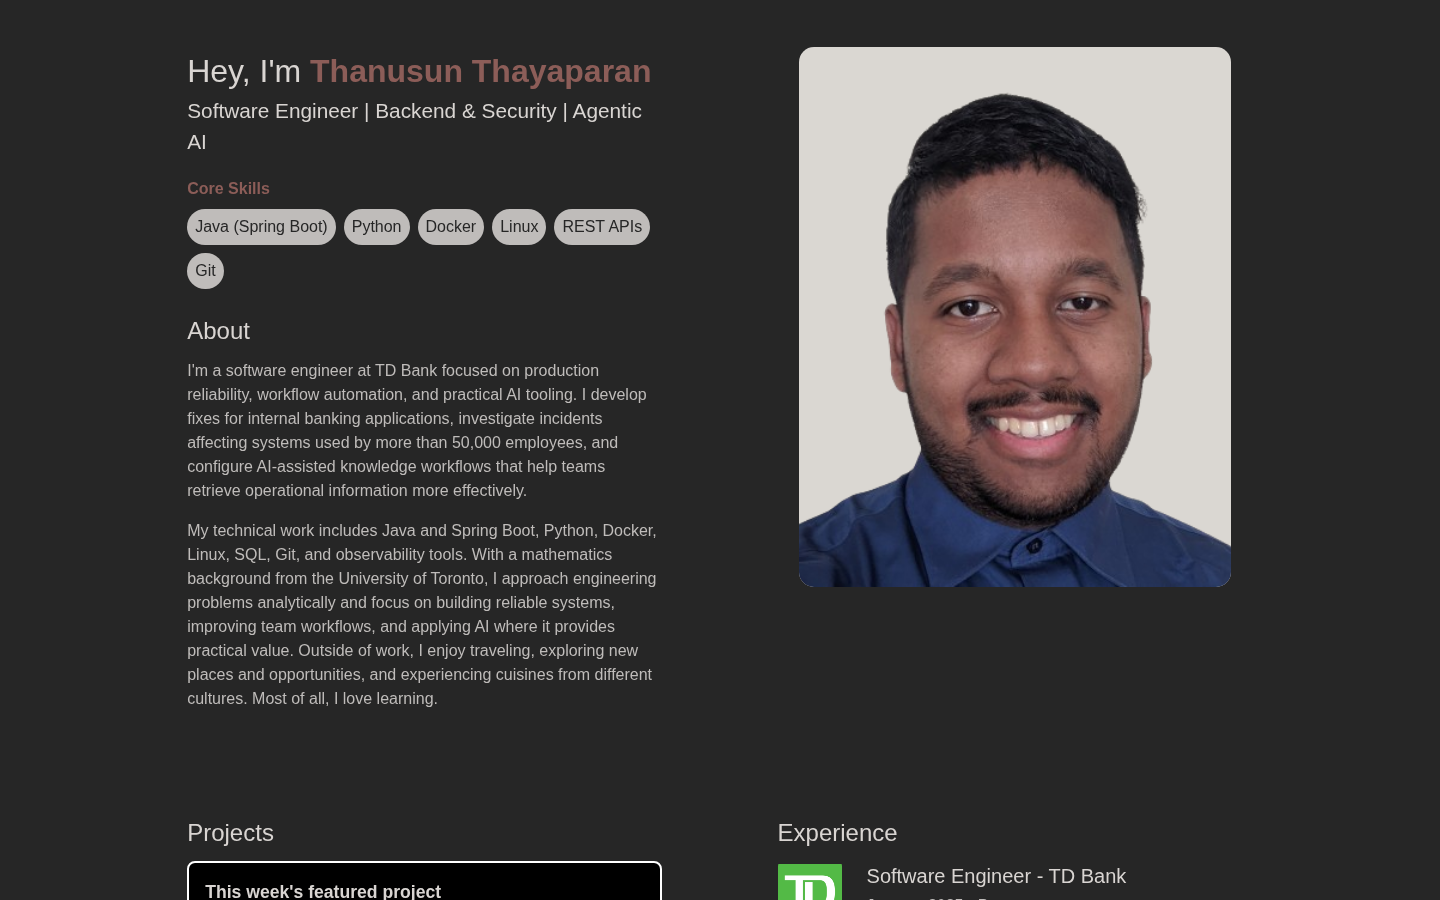 Hey, I'm Thanusun Thayaparan
Software Engineer | Backend & Security | Agentic
AI
Core Skills
Java (Spring Boot) Python Docker Linux REST APIs
Git
About
I'm a software engineer at TD Bank focused on production
reliability, workflow automation, and practical AI tooling. I develop
fixes for internal banking applications, investigate incidents
affecting systems used by more than 50,000 employees, and
configure AI-assisted knowledge workflows that help teams
retrieve operational information more effectively.
My technical work includes Java and Spring Boot, Python, Docker,
Linux, SQL, Git, and observability tools. With a mathematics
background from the University of Toronto, I approach engineering
problems analytically and focus on building reliable systems,
improving team workflows, and applying AI where it provides
practical value. Outside of work, I enjoy traveling, exploring new
places and opportunities, and experiencing cuisines from different
cultures. Most of all, I love learning.
Projects
This week's featured project
Experience
TD
Software Engineer - TD Bank